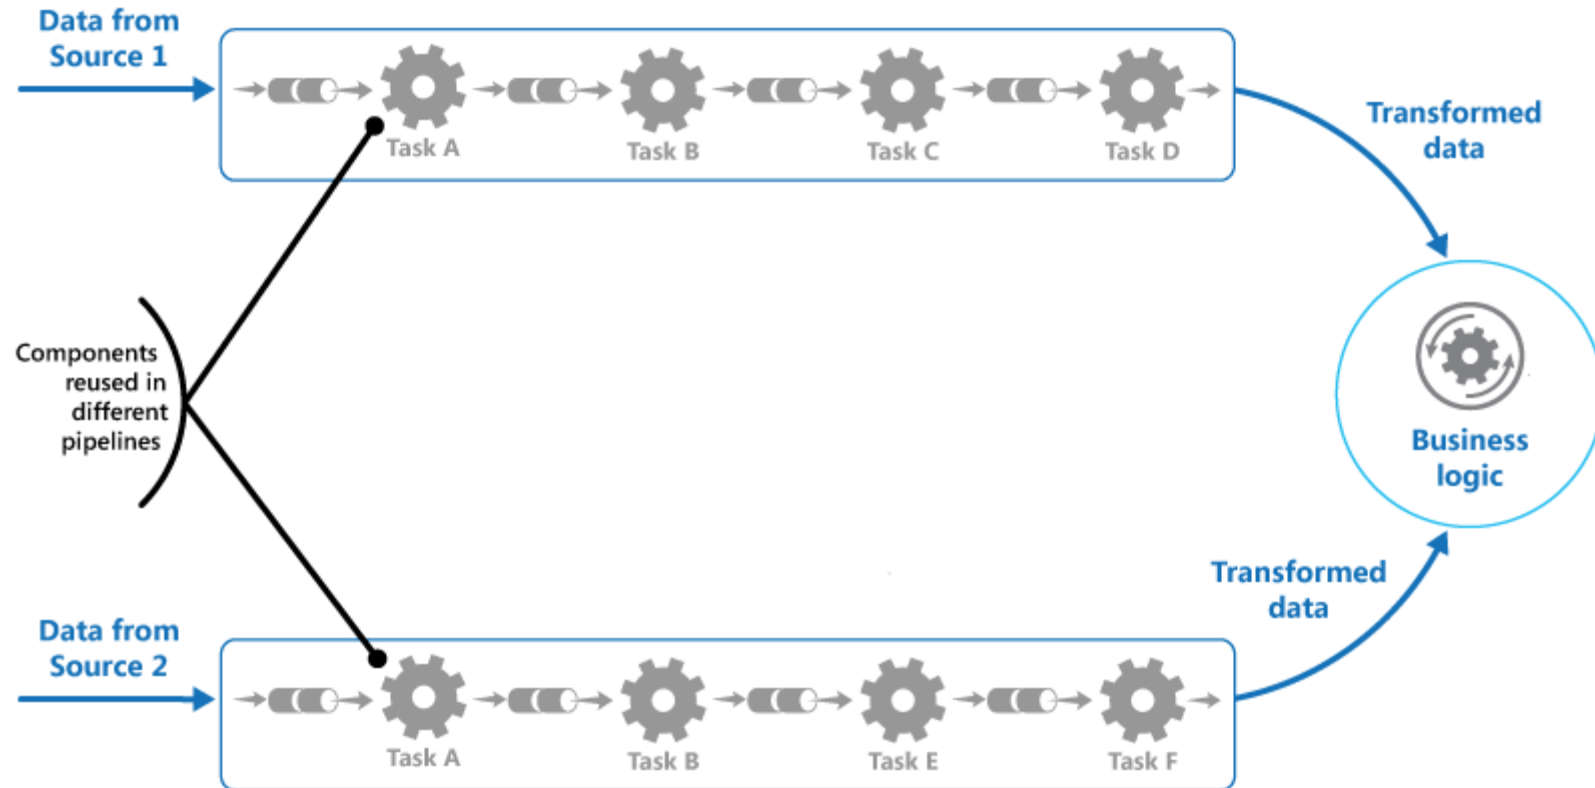 Data from
Source 1
Task A
Task B
Task C
Task D
Transformed
data
Components
reused in
different
pipelines
Business
logic
Transformed
data
Data from
Source 2
Task A
Task B
Task E
Task F